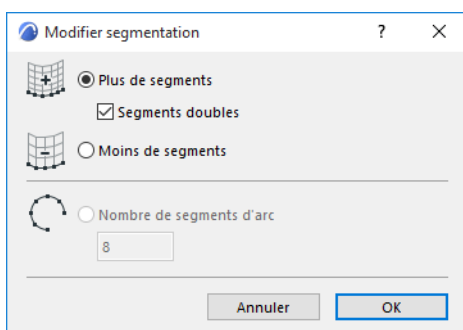 Modifier segmentation
Plus de segments
Segments doubles
Moins de segments
Nombre de segments d'arc
8
Annuler OK